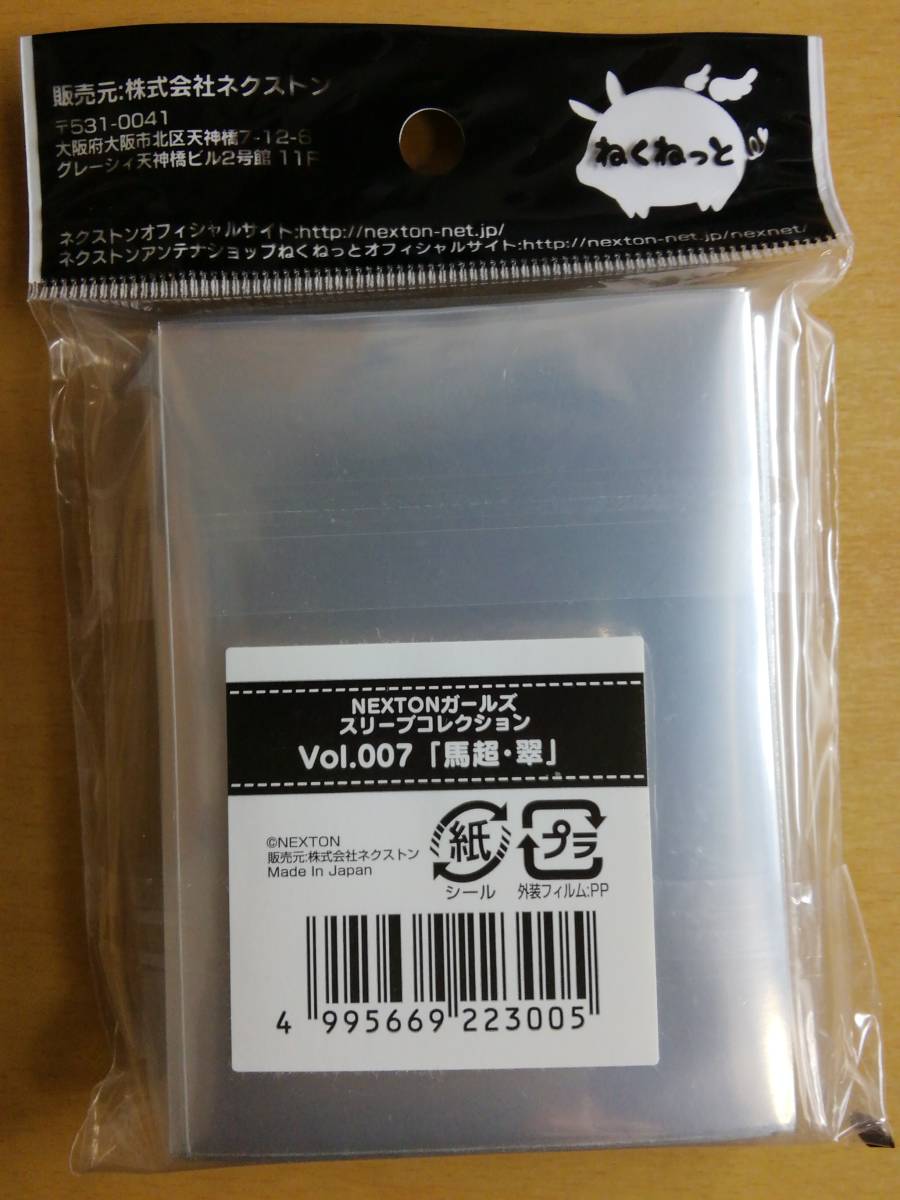 販売元:株式会社ネクストン
〒531-0041
大阪府大阪市北区天神橋7-12-6
グレーシィ天神橋ビル2号館 11F
ねくねっと
ネクストンオフィシャルサイト:http://nexton-net.jp/
ネクストンアンテナショップねくねっとオフィシャルサイト:http://nexton-net.jp/nexnet/
NEXTONガールズ
スリーブコレクション
Vol.007「馬超・翠」
©NEXTON
販売元:株式会社ネクストン
Made In Japan
紙
シール
プラ
外装フィルム:PP
4 995669 223005